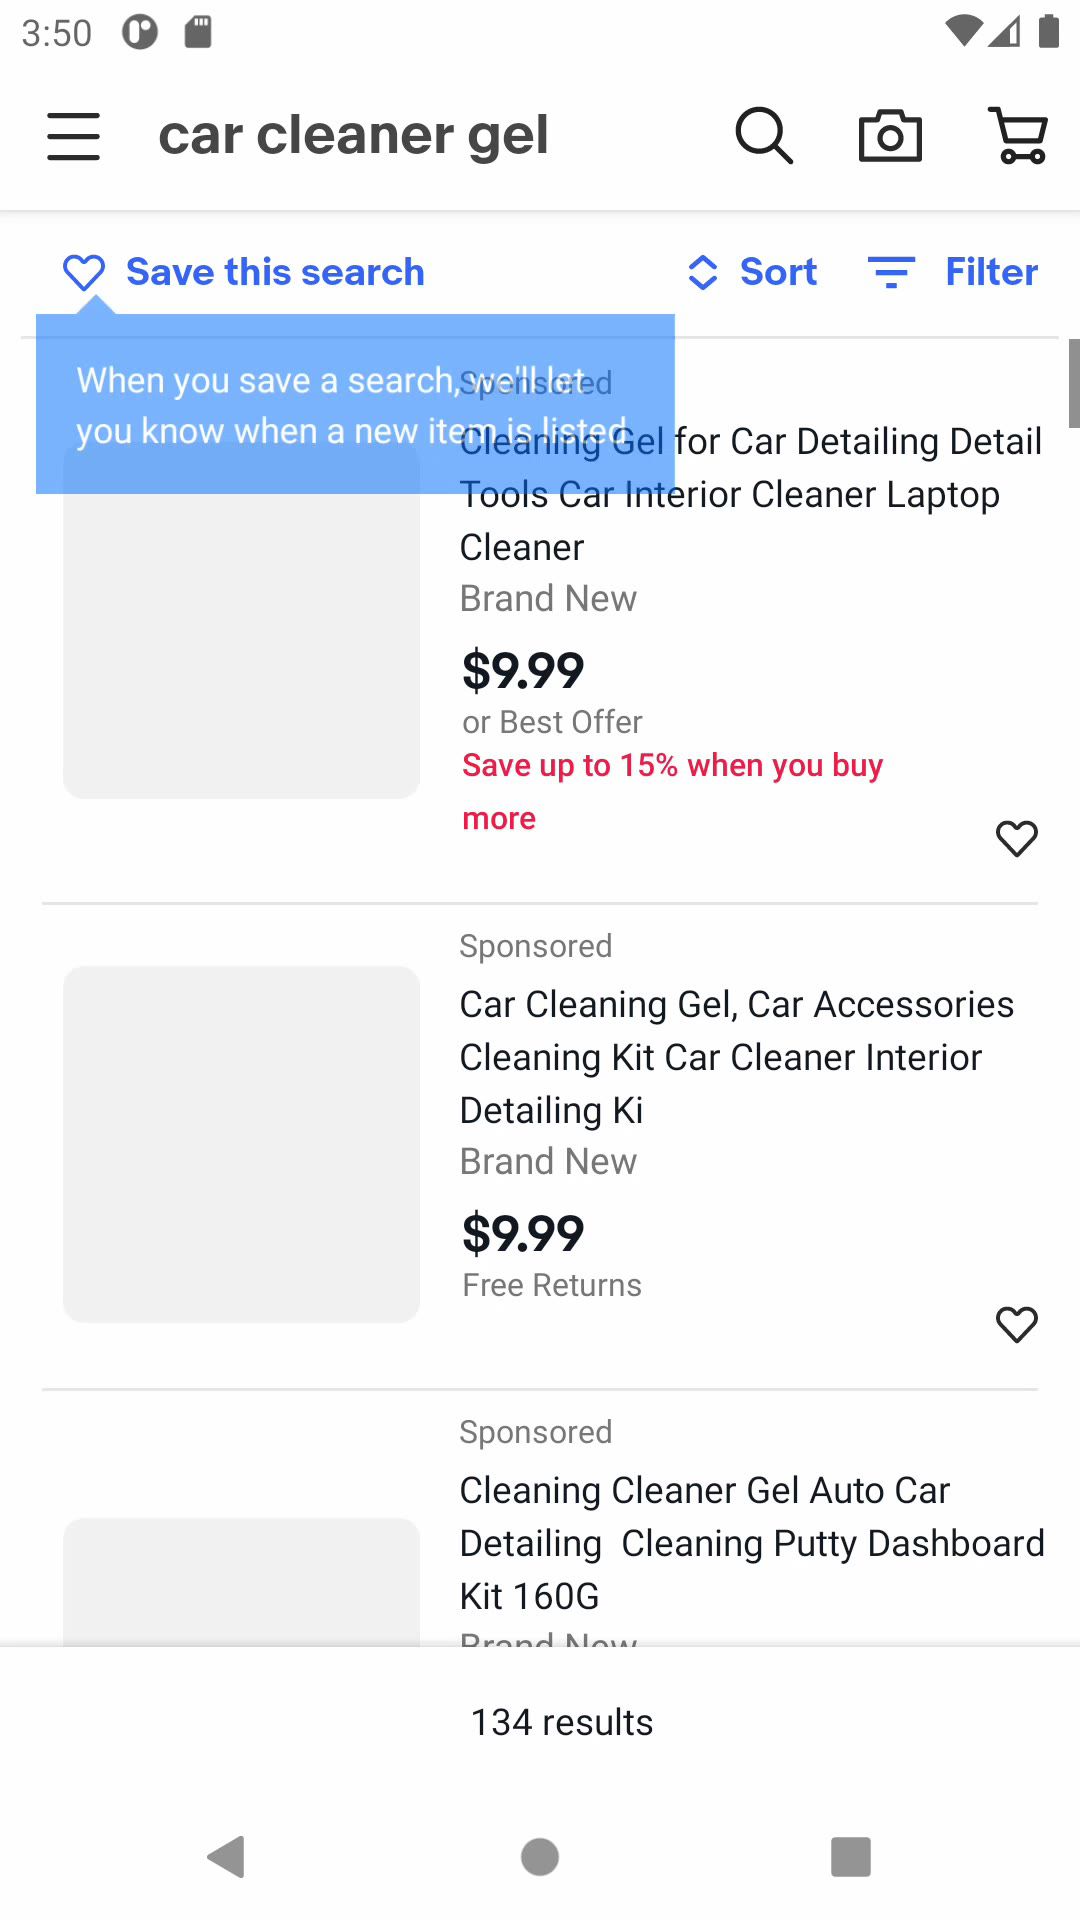 3:50
car cleaner gel
Save this search
Sort
Filter
When you save a search, we'll let
you know when a new item is listed.
Sponsored
Cleaning Gel for Car Detailing Detail
Tools Car Interior Cleaner Laptop
Cleaner
Brand New
$9.99
or Best Offer
Save up to 15% when you buy
more
Sponsored
Car Cleaning Gel, Car Accessories
Cleaning Kit Car Cleaner Interior
Detailing Ki
Brand New
$9.99
Free Returns
Sponsored
Cleaning Cleaner Gel Auto Car
Detailing  Cleaning Putty Dashboard
Kit 160G
Brand New
134 results